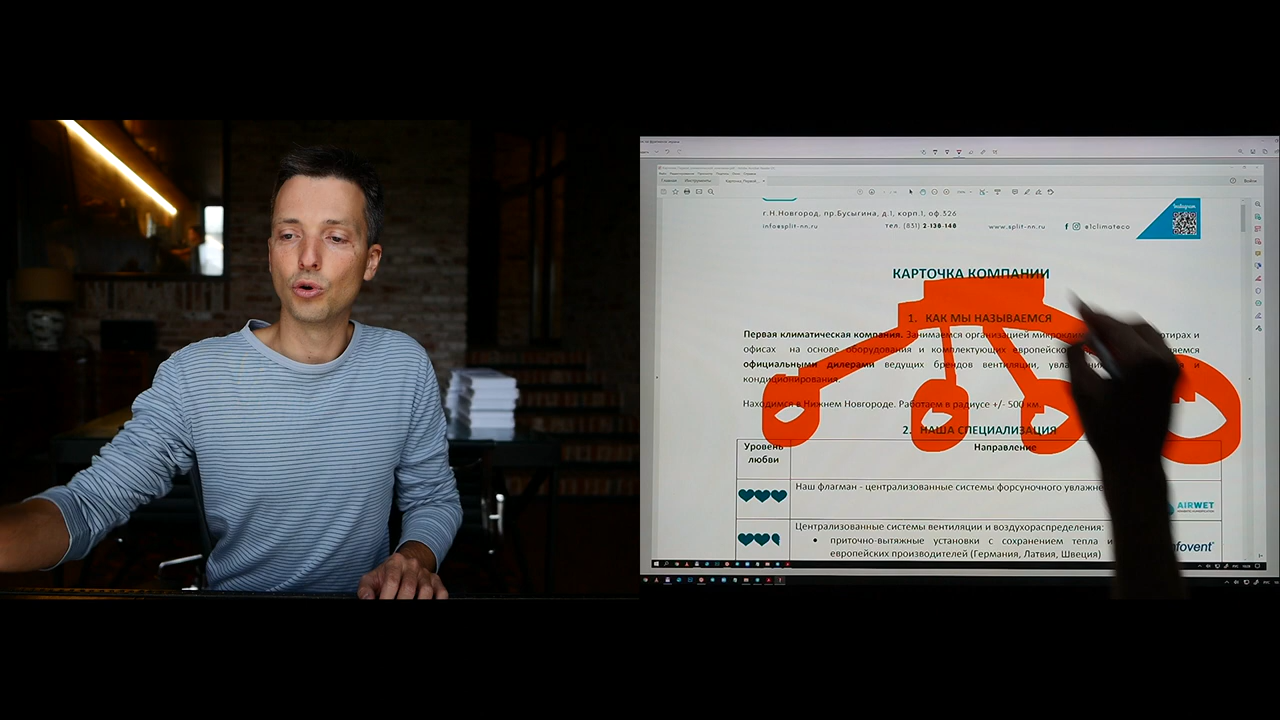 Instagram
г.Н.Новгород, пр.Бусыгина, д.1, корп.1, оф.326
info@split-nn.ru тел. (831) 2-138-148 www.split-nn.ru e1climateco
КАРТОЧКА КОМПАНИИ
1. КАК МЫ НАЗЫВАЕМСЯ
Первая климатическая компания. Занимаемся организацией
офисах на основе оборудования и комплектующих
официальными дилерами ведущих брендов вентиляции,
кондиционирования.
Находимся в Нижнем Новгороде. Работаем в радиусе +/- 500 км.
2. НАША СПЕЦИАЛИЗАЦИЯ
Уровень любви
Направление
Наш флагман - централизованные системы форсуночного
AIRWET
Централизованные системы вентиляции и воздухораспределения:
• приточно-вытяжные установки с сохранением тепла и
европейских производителей (Германия, Латвия, Швеция)